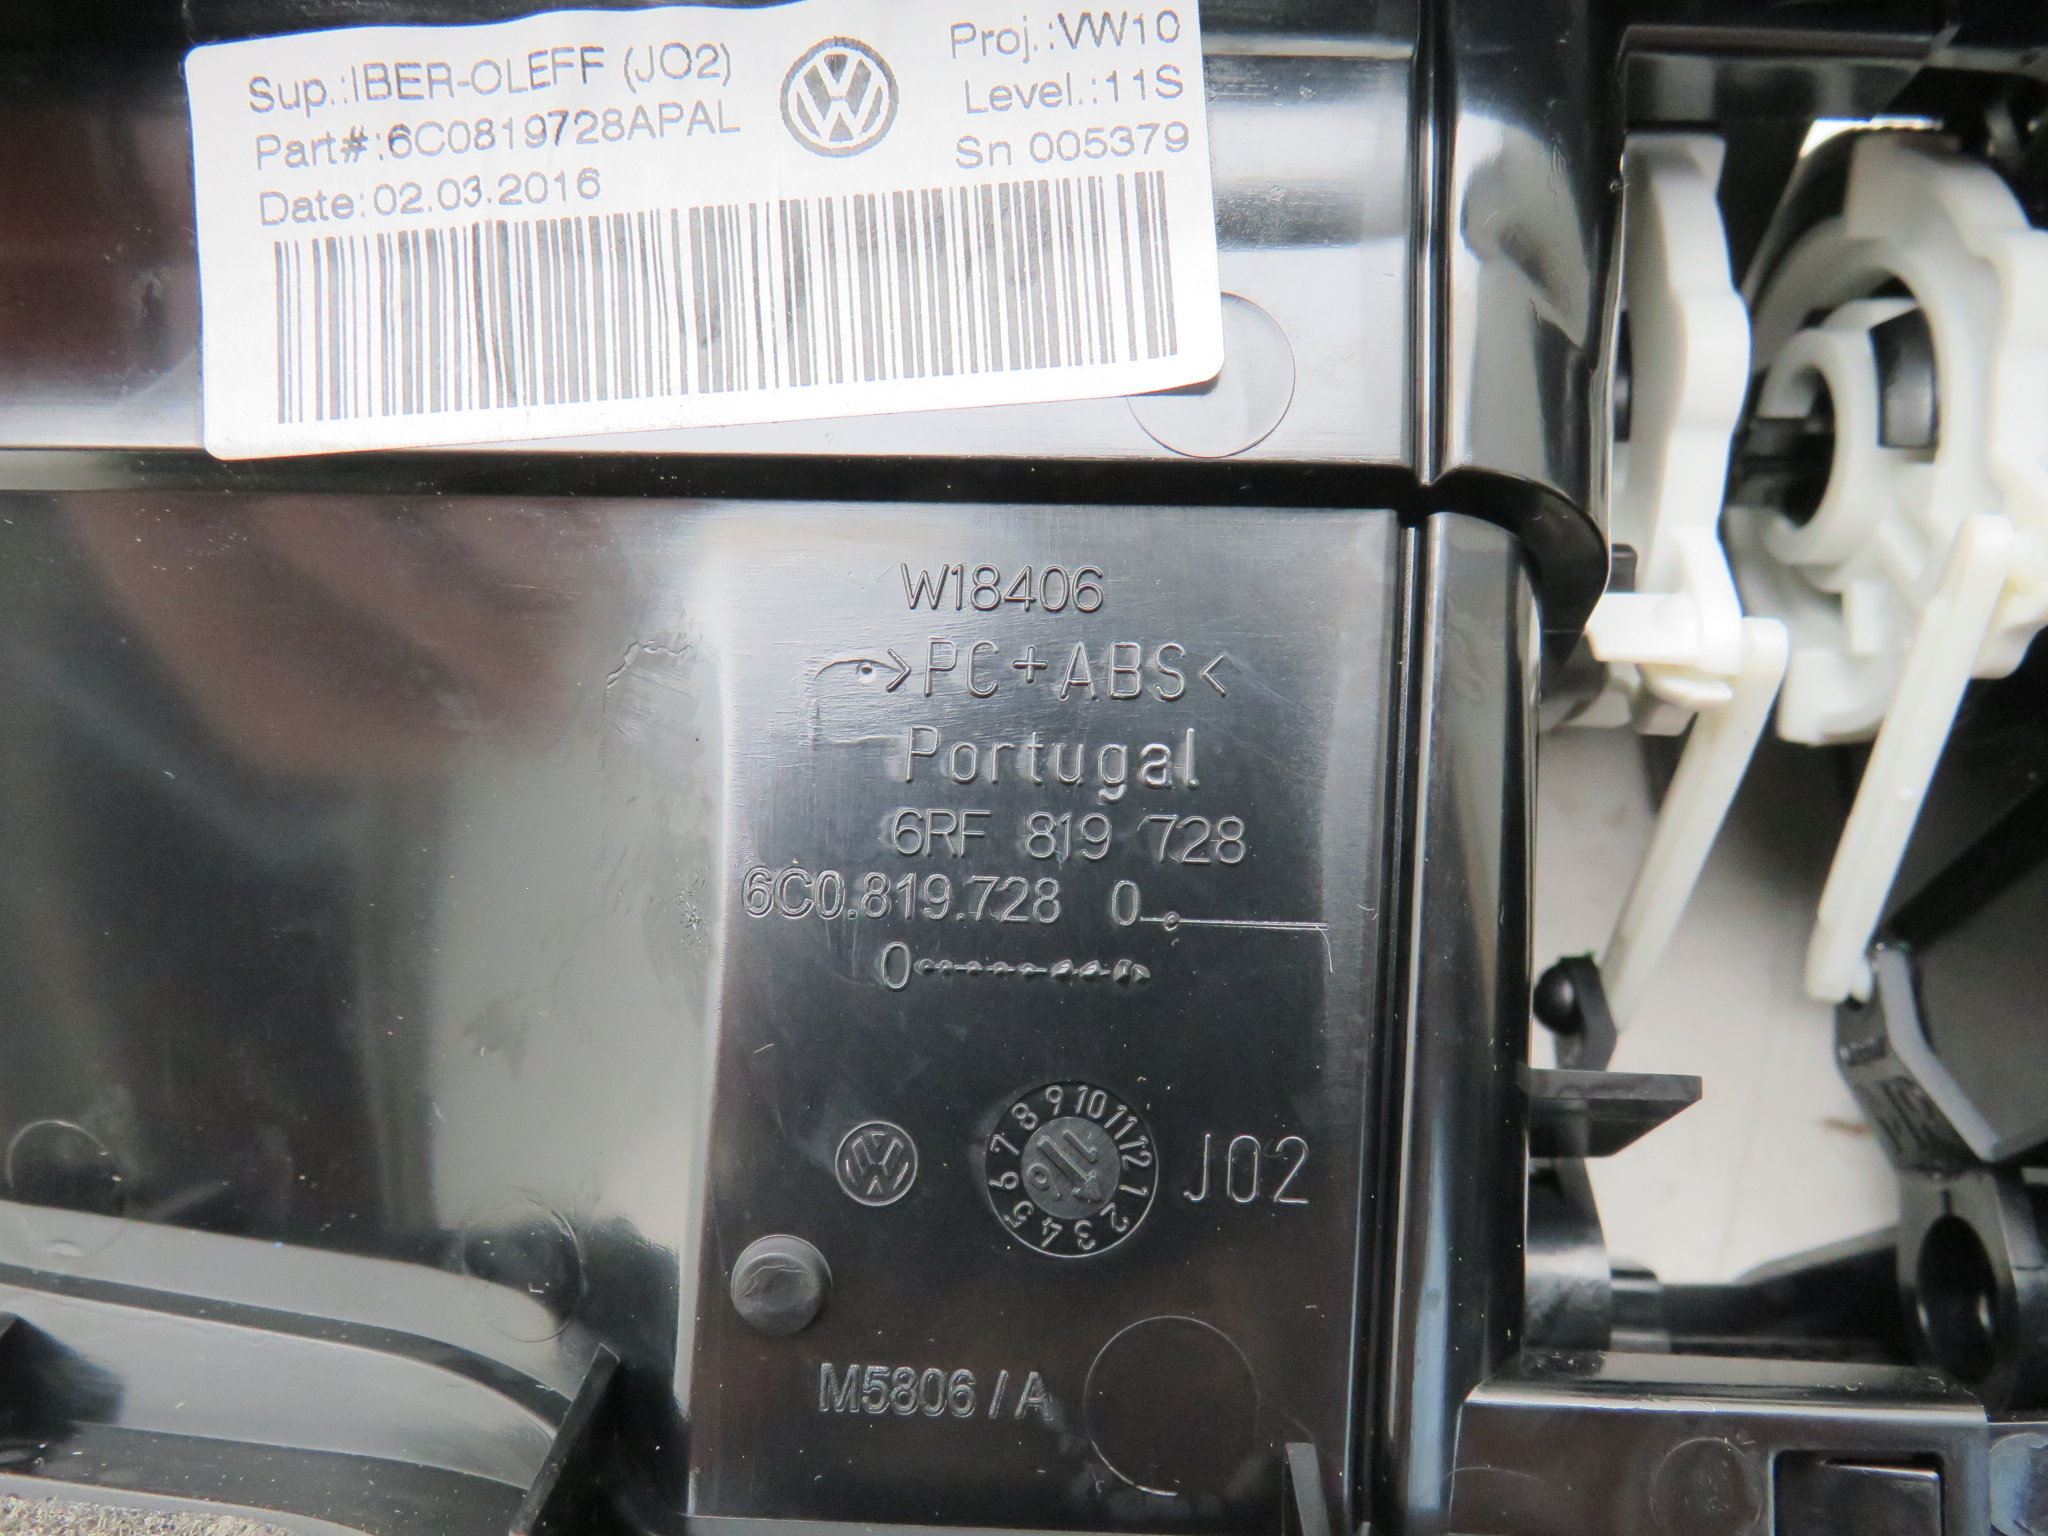 Sup.:IBER-OLEFF (JO2)
Part#:6C0819728APAL
Date:02.03.2016
Proj.:VW10
Level.:11S
Sn 005379
W18406
>PC+ABS<
Portugal
6RF 819 728
6C0.819.728 0
0
9 10 11 12 1 2 3 4 5 6 7 8
J02
M5806/A